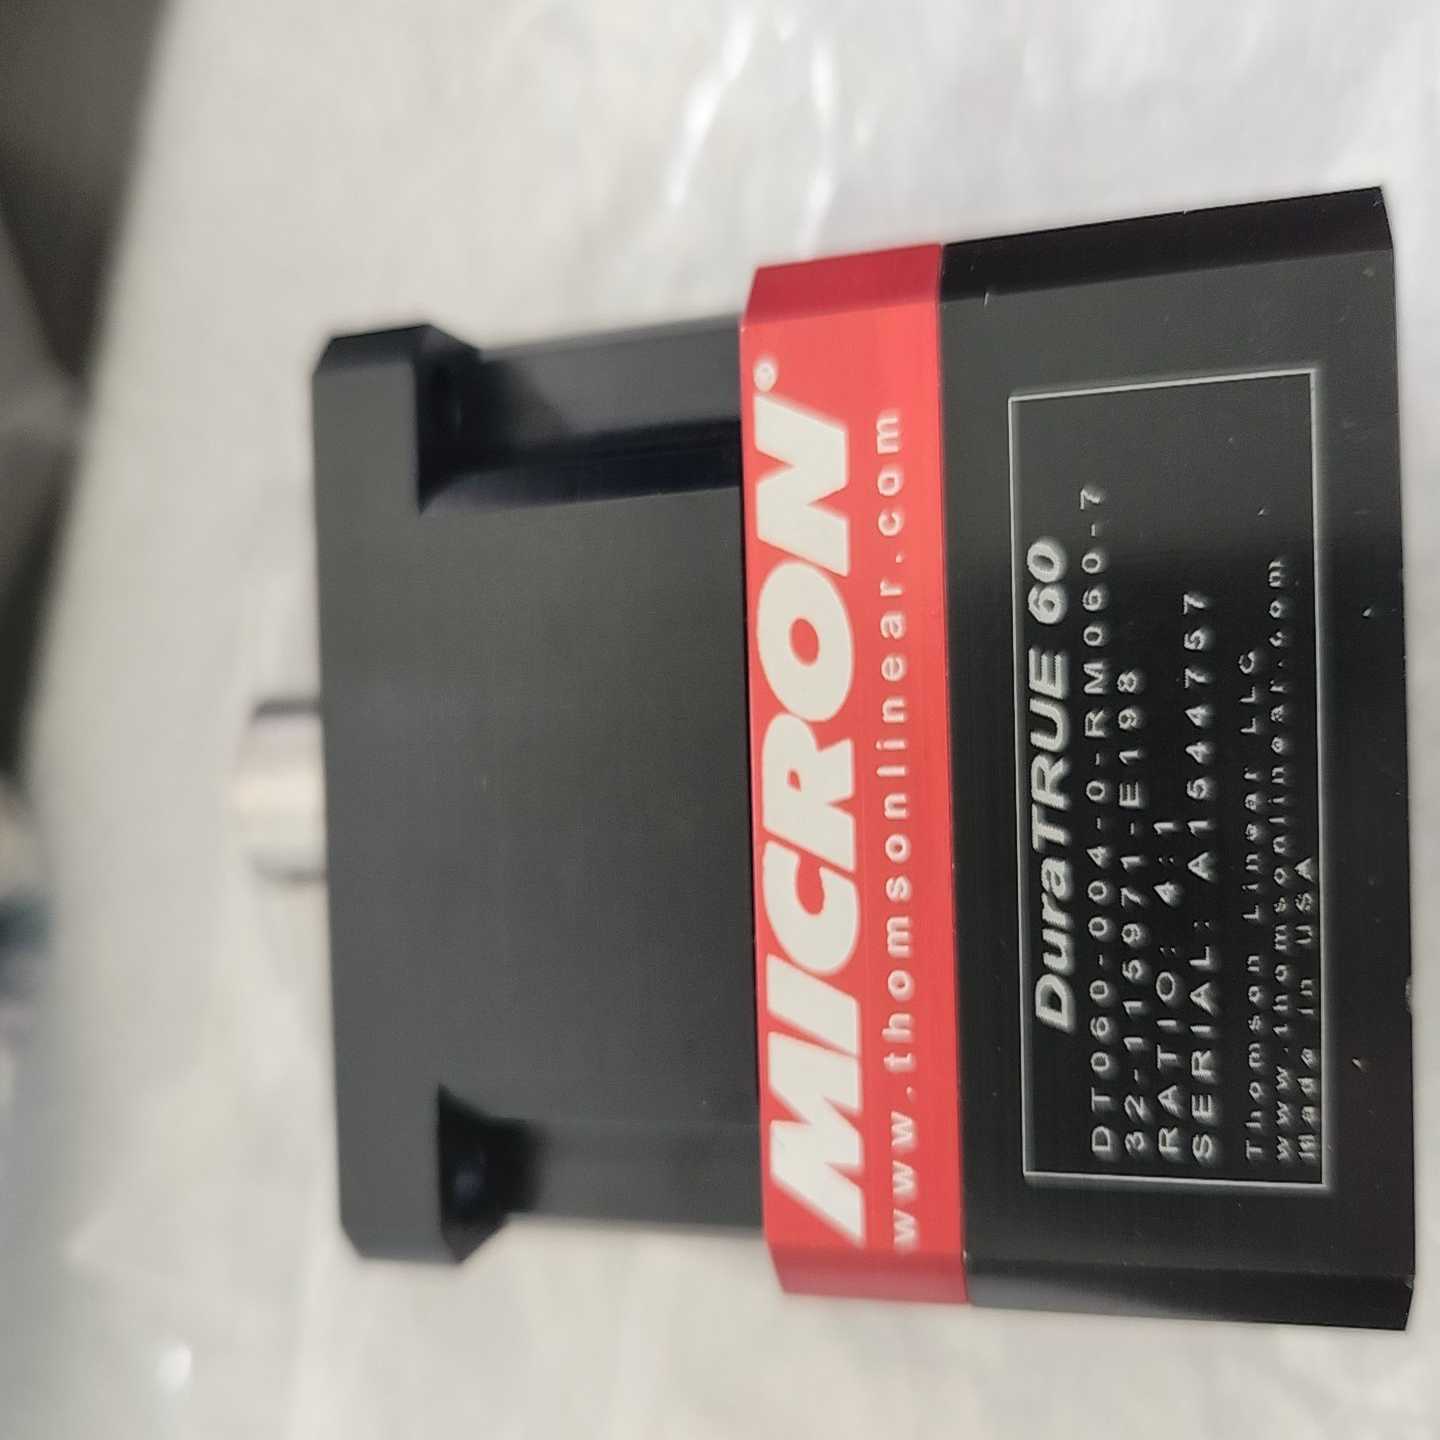 MICRON®
www.thomsonlinear.com
DuraTRUE 60
DT060-004-0-RM060-7
32-115971-E198
RATIO: 4:1
SERIAL: A1544757
Thomson Linear LLC
www.thomsonlinear.com
Made in USA